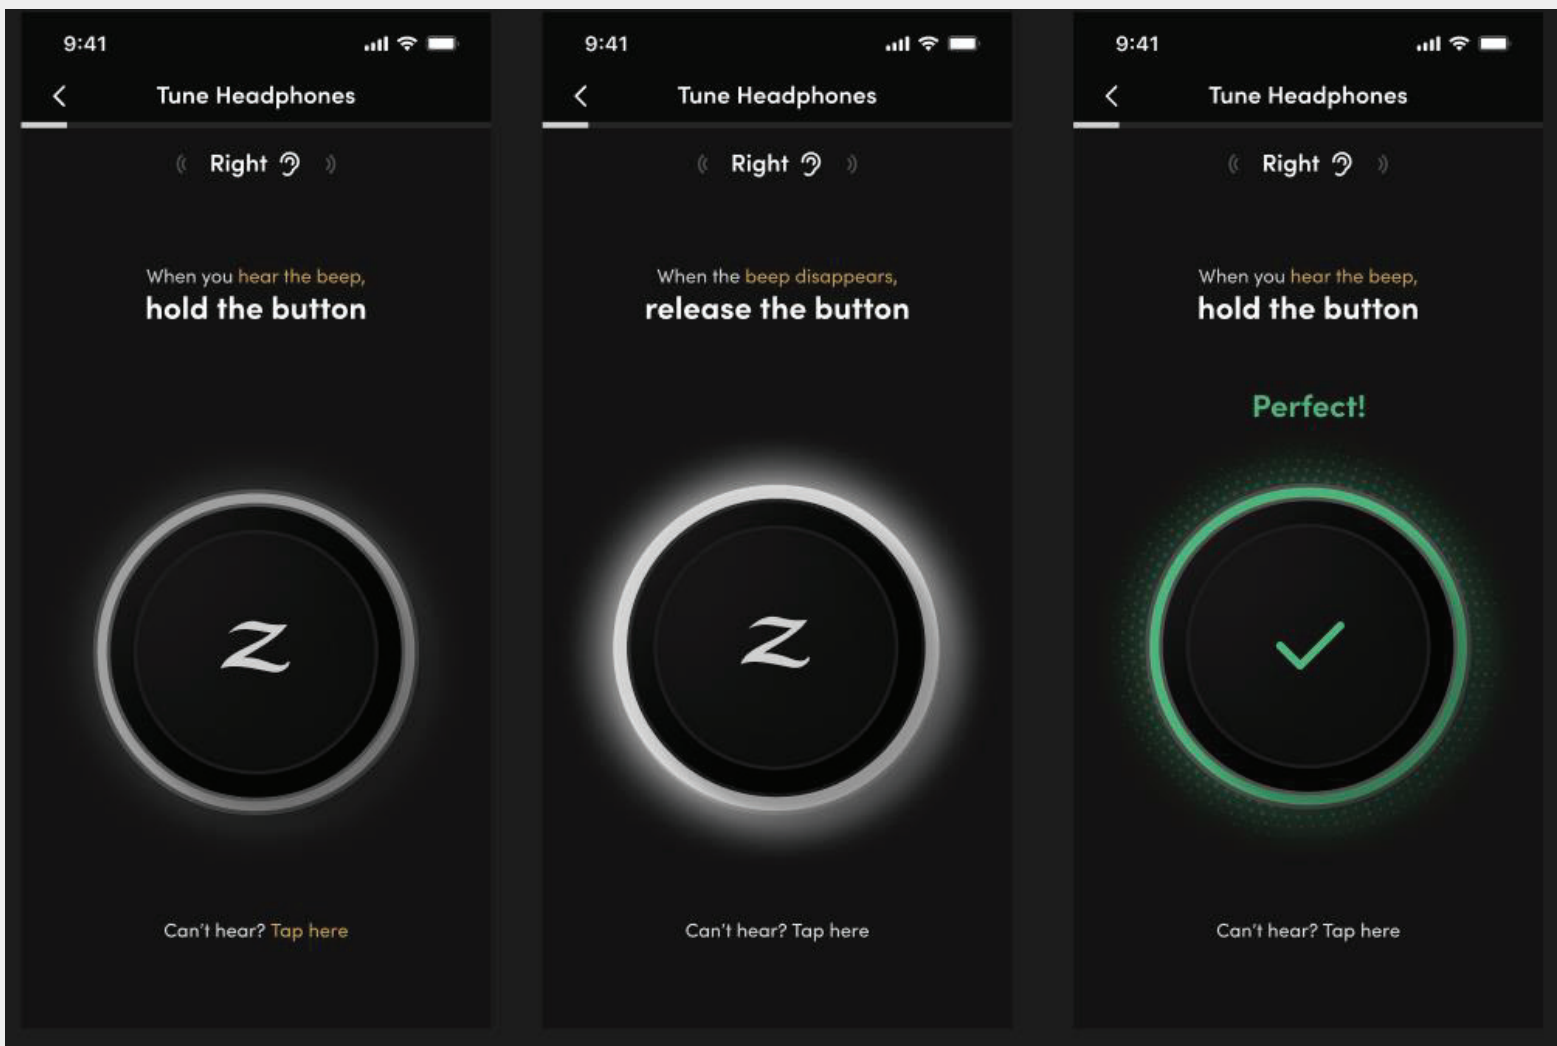 9:41
Tune Headphones
Right
When you hear the beep,
hold the button
Z
Can't hear? Tap here
9:41
Tune Headphones
Right
When the beep disappears,
release the button
Z
Can't hear? Tap here
9:41
Tune Headphones
Right
When you hear the beep,
hold the button
Perfect!
Can't hear? Tap here